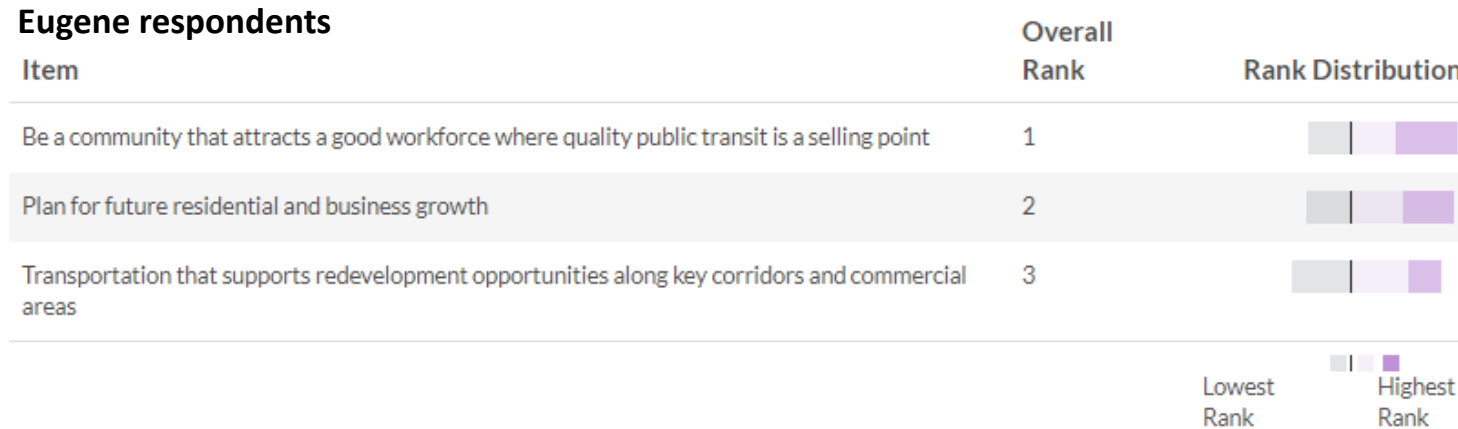 Eugene respondents
Item
Overall
Rank
Rank Distribution
Be a community that attracts a good workforce where quality public transit is a selling point
1
Plan for future residential and business growth
2
Transportation that supports redevelopment opportunities along key corridors and commercial
areas
3
Lowest
Rank
Highest
Rank